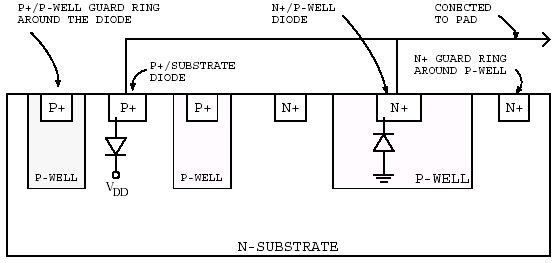 P+/P-WELL GUARD RING
AROUND THE DIODE
N+/P-WELL
DIODE
CONECTED
TO PAD
P+/SUBSTRATE
DIODE
N+ GUARD RING
AROUND P-WELL
P+
P+
P+
N+
N+
N+
P-WELL
VDD
P-WELL
P-WELL
N-SUBSTRATE